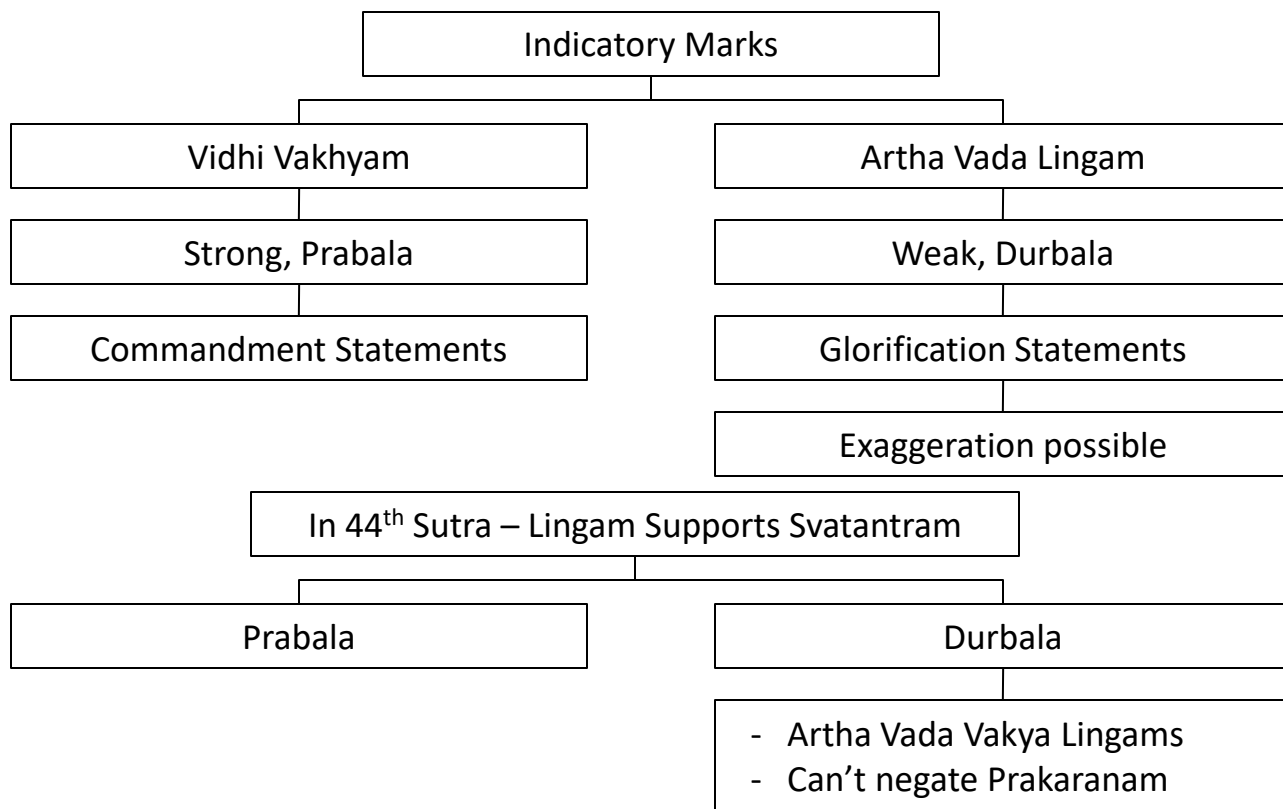 Indicatory Marks
Vidhi Vakhyam
Artha Vada Lingam
Strong, Prabala
Weak, Durbala
Commandment Statements
Glorification Statements
Exaggeration possible
In 44th Sutra – Lingam Supports Svatantram
Prabala
Durbala
- Artha Vada Vakya Lingams
- Can’t negate Prakaranam